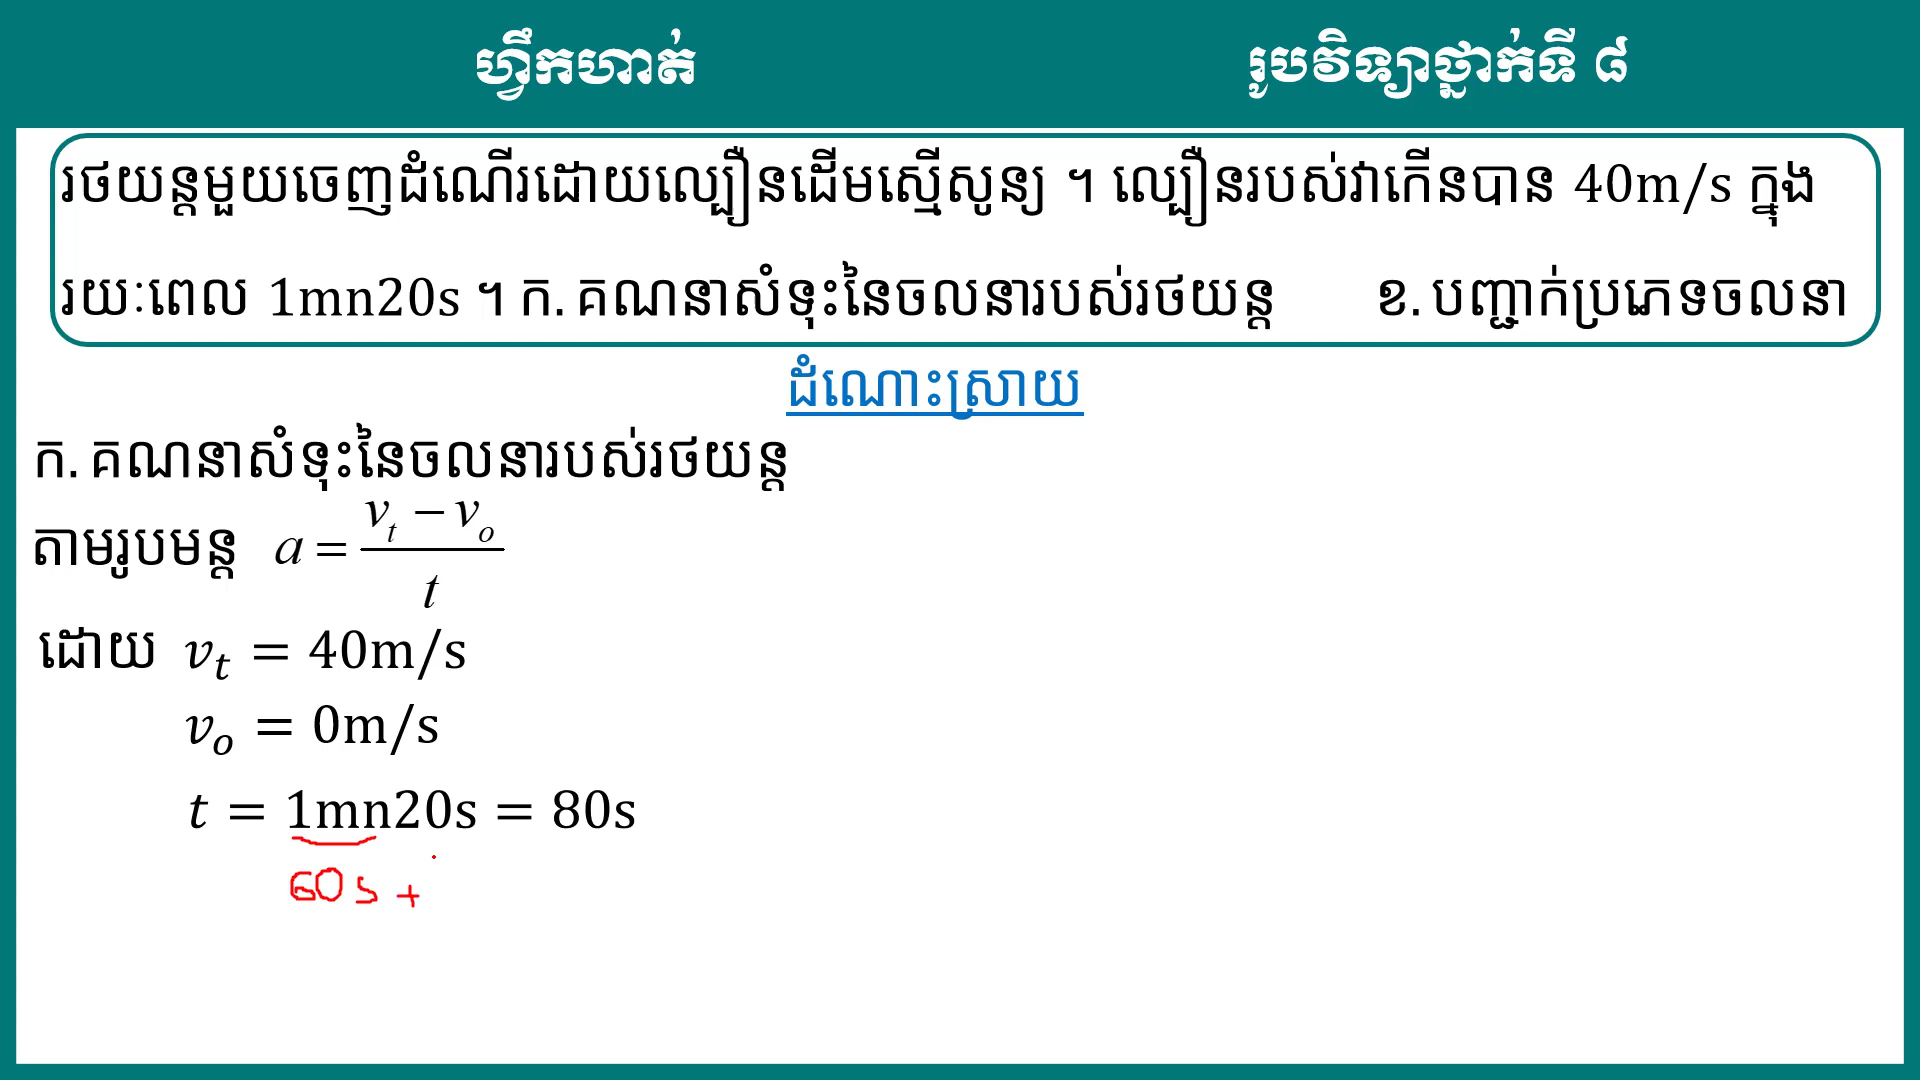 ហ្វឹកហាត់ រូបវិទ្យាថ្នាក់ទី ៨
រថយន្តមួយចេញដំណើរដោយល្បឿនដើមស្មើសូន្យ ។ ល្បឿនរបស់វាកើនបាន 40m/s ក្នុង
រយៈពេល 1mn20s ។ ក. គណនាសំទុះនៃចលនារបស់រថយន្ត ខ. បញ្ជាក់ប្រភេទចលនា
ដំណោះស្រាយ
ក. គណនាសំទុះនៃចលនារបស់រថយន្ត
តាមរូបមន្ត a = (v_t − v_o)/t
ដោយ v_t = 40m/s
v_o = 0m/s
t = 1mn20s = 80s
60s +